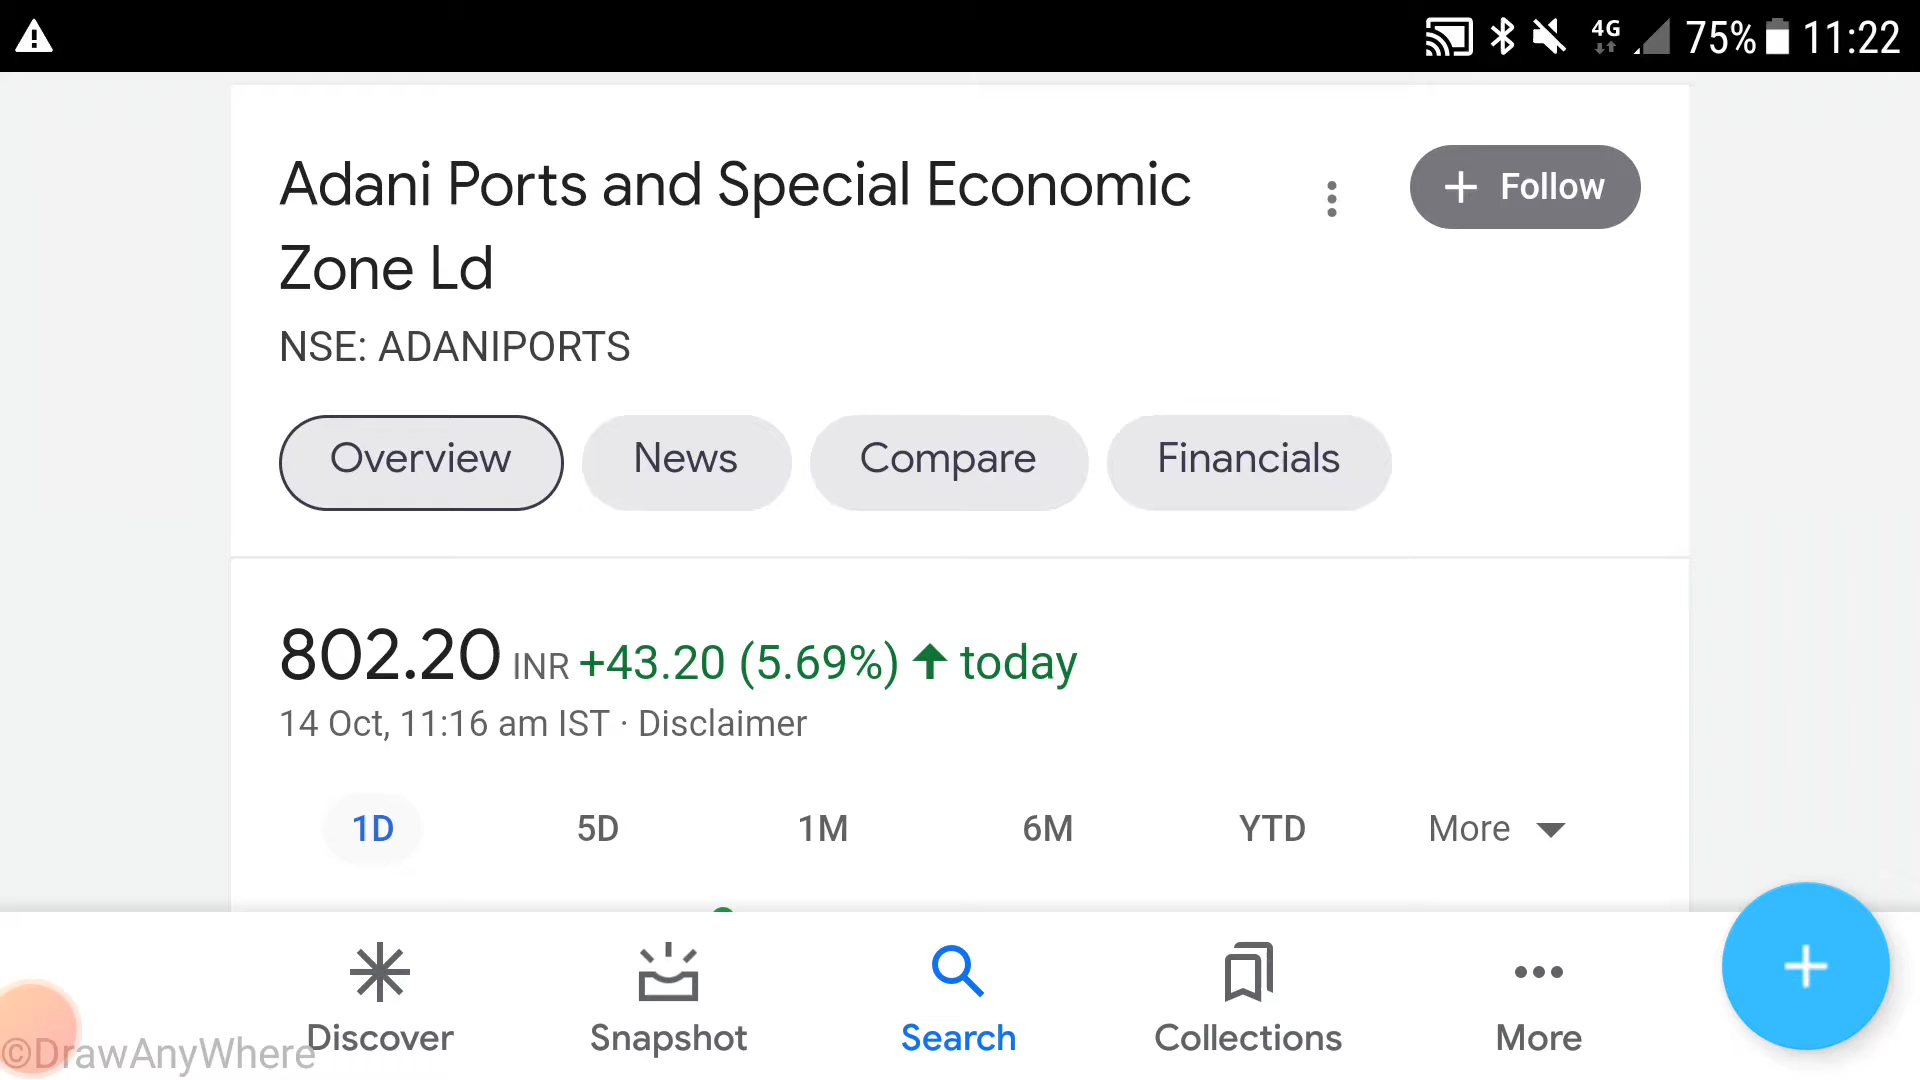 4G 75% 11:22
Adani Ports and Special Economic
Zone Ld
+ Follow
NSE: ADANIPORTS
Overview News Compare Financials
802.20 INR +43.20 (5.69%) ↑ today
14 Oct, 11:16 am IST · Disclaimer
1D 5D 1M 6M YTD More
Discover Snapshot Search Collections More
©DrawAnyWhere